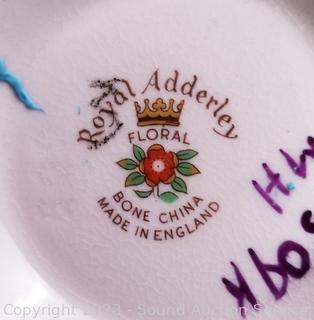 Royal Adderley
FLORAL
BONE CHINA
MADE IN ENGLAND
Copyright 2023 - Sound Auction Service